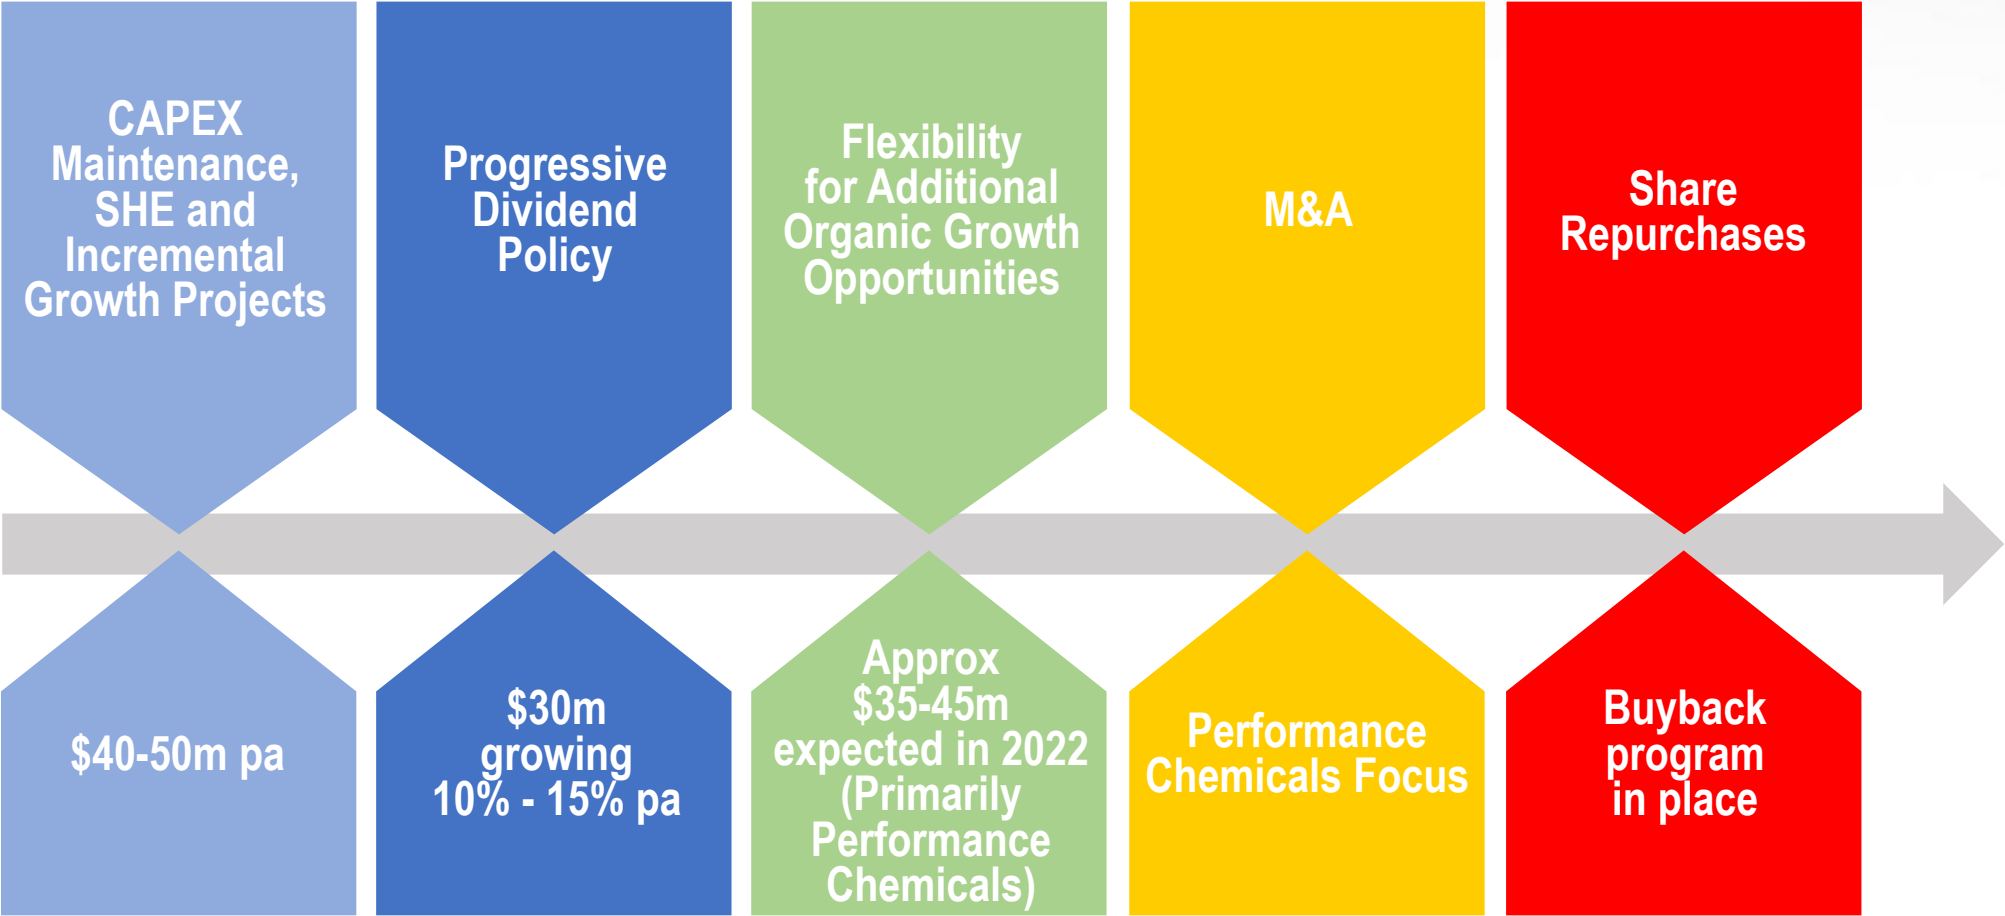 CAPEX
Maintenance,
SHE and
Incremental
Growth Projects
Progressive
Dividend
Policy
Flexibility
for Additional
Organic Growth
Opportunities
M&A
Share
Repurchases
$40-50m pa
$30m
growing
10% - 15% pa
Approx
$35-45m
expected in 2022
(Primarily
Performance
Chemicals)
Performance
Chemicals Focus
Buyback
program
in place